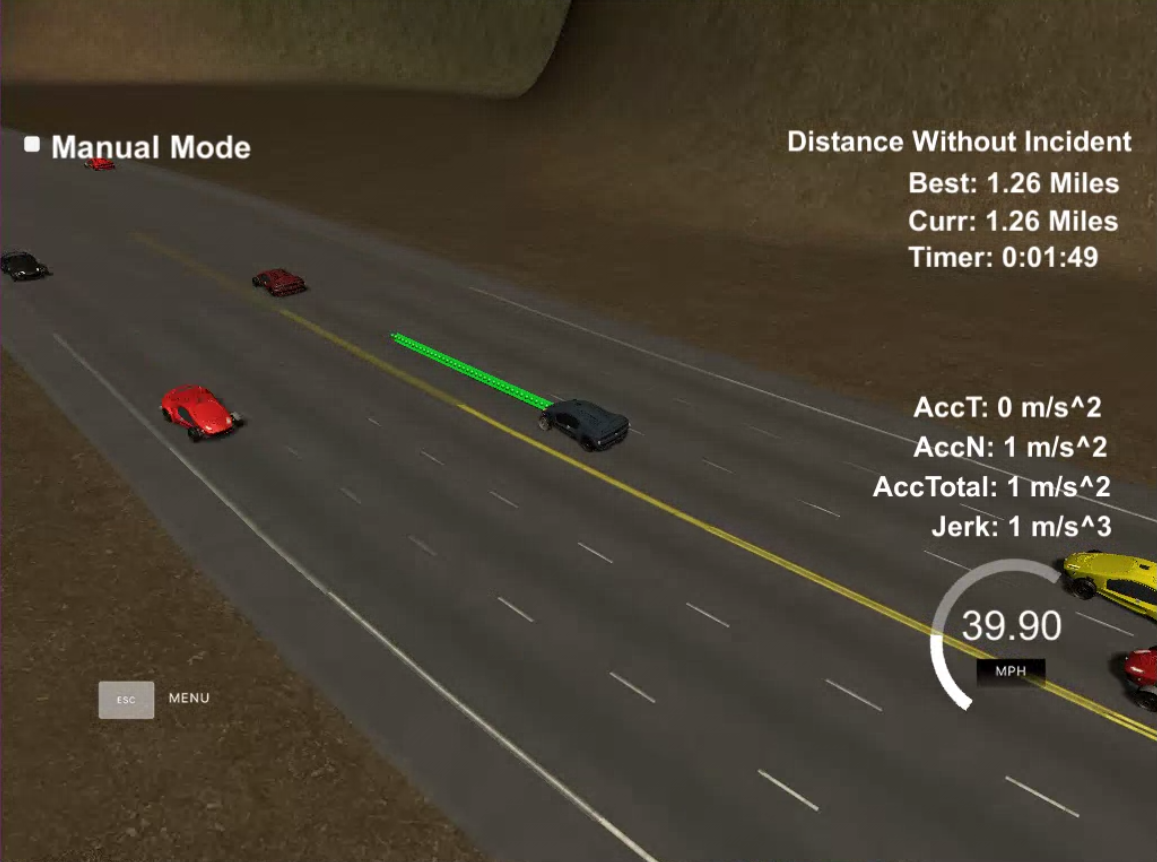 Manual Mode
Distance Without Incident
Best: 1.26 Miles
Curr: 1.26 Miles
Timer: 0:01:49
AccT: 0 m/s^2
AccN: 1 m/s^2
AccTotal: 1 m/s^2
Jerk: 1 m/s^3
39.90
MPH
ESC MENU